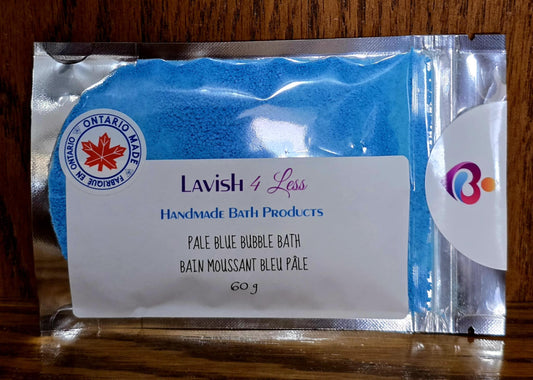 ONTARIO MADE
FABRIQUÉ EN ONTARIO
Lavish 4 Less
Handmade Bath Products
PALE BLUE BUBBLE BATH
BAIN MOUSSANT BLEU PÂLE
60 g